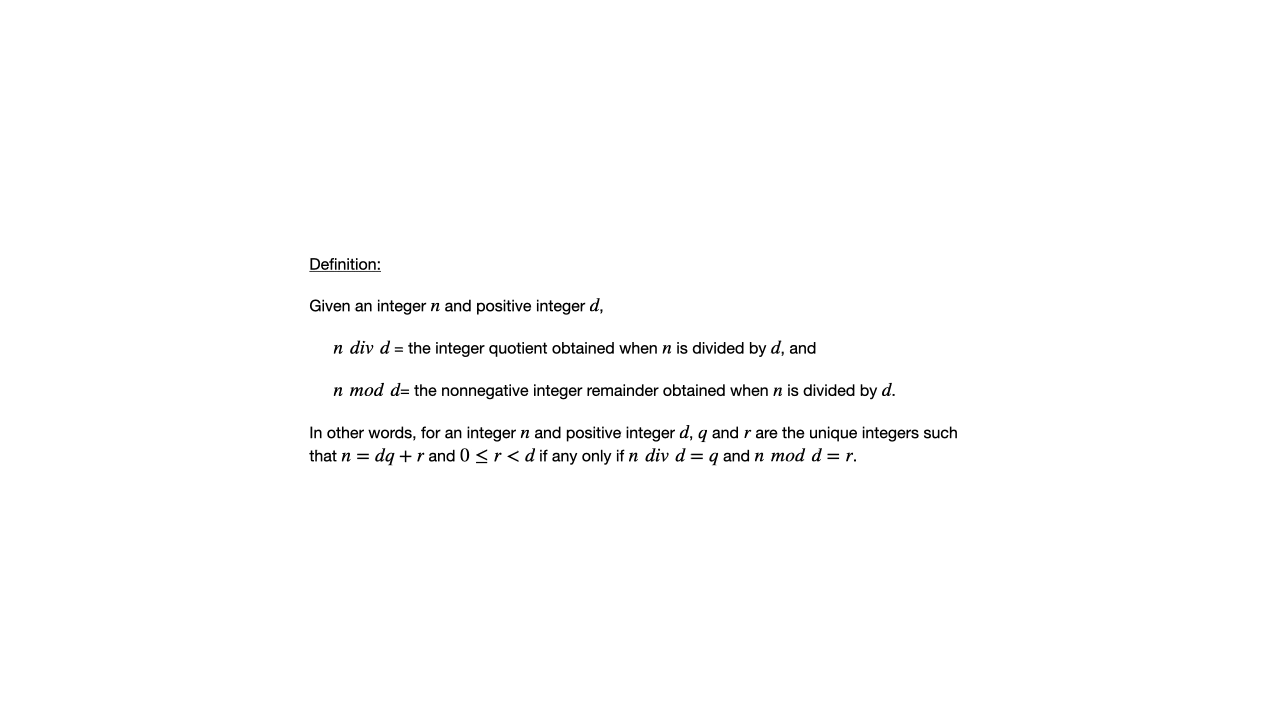 Definition:
Given an integer n and positive integer d,
n div d = the integer quotient obtained when n is divided by d, and
n mod d= the nonnegative integer remainder obtained when n is divided by d.
In other words, for an integer n and positive integer d, q and r are the unique integers such
that n = dq + r and 0 ≤ r < d if any only if n div d = q and n mod d = r.